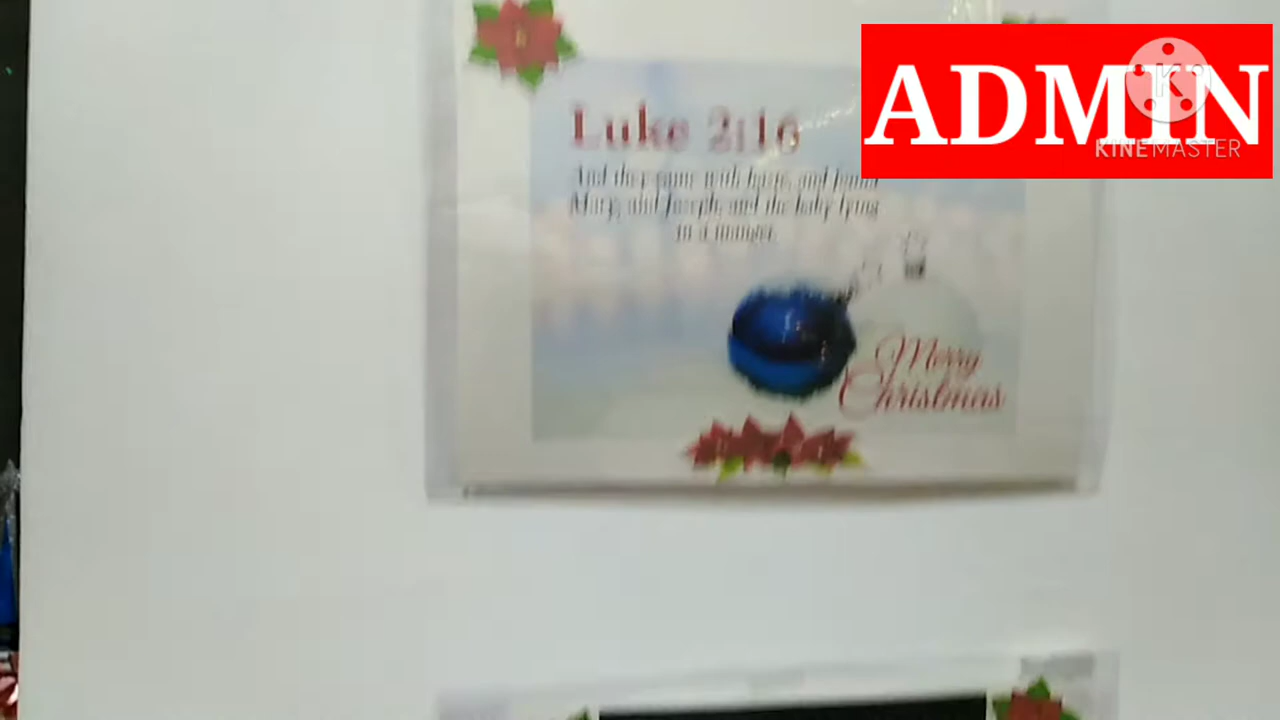 ADMIN
K
KINEMASTER
Luke 2:16
And they came with haste, and found
Mary, and Joseph, and the baby lying
in a manger.
Merry
Christmas